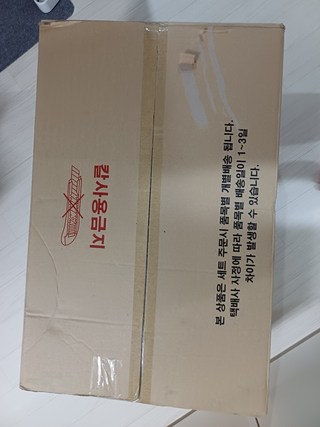 칼사용금지
본 상품은 세트 주문시 품목별 개별배송 됩니다.
택배사 사정에 따라 품목별 배송일이 1~3일
차이가 발생할 수 있습니다.